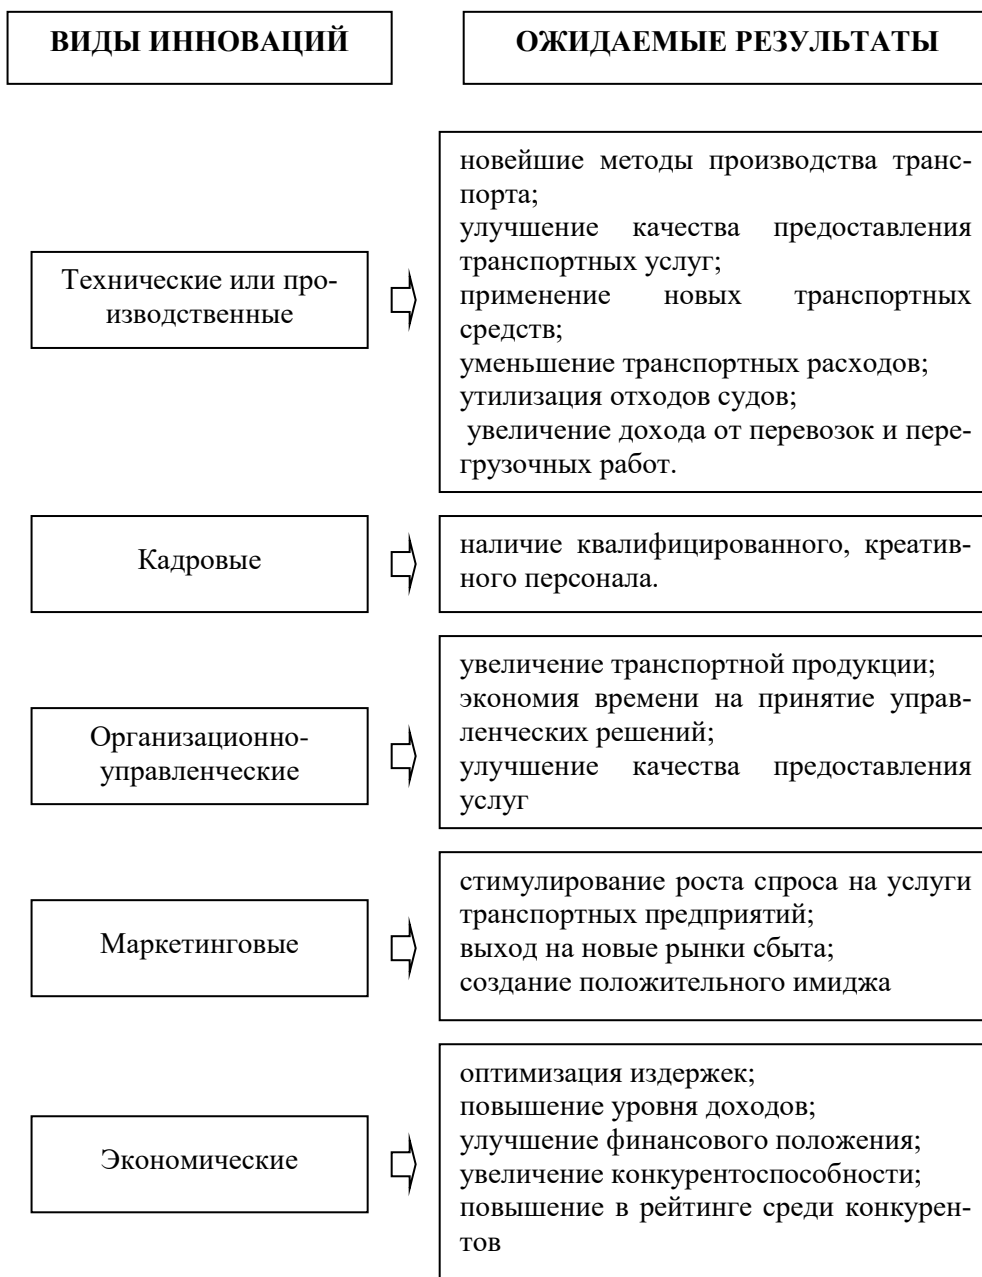 ВИДЫ ИННОВАЦИЙ
ОЖИДАЕМЫЕ РЕЗУЛЬТАТЫ
Технические или про-
изводственные
новейшие методы производства транс-
порта;
улучшение качества предоставления
транспортных услуг;
применение новых транспортных
средств;
уменьшение транспортных расходов;
утилизация отходов судов;
увеличение дохода от перевозок и пере-
грузочных работ.
Кадровые
наличие квалифицированного, креатив-
ного персонала.
Организационно-
управленческие
увеличение транспортной продукции;
экономия времени на принятие управ-
ленческих решений;
улучшение качества предоставления
услуг
Маркетинговые
стимулирование роста спроса на услуги
транспортных предприятий;
выход на новые рынки сбыта;
создание положительного имиджа
Экономические
оптимизация издержек;
повышение уровня доходов;
улучшение финансового положения;
увеличение конкурентоспособности;
повышение в рейтинге среди конкурен-
тов